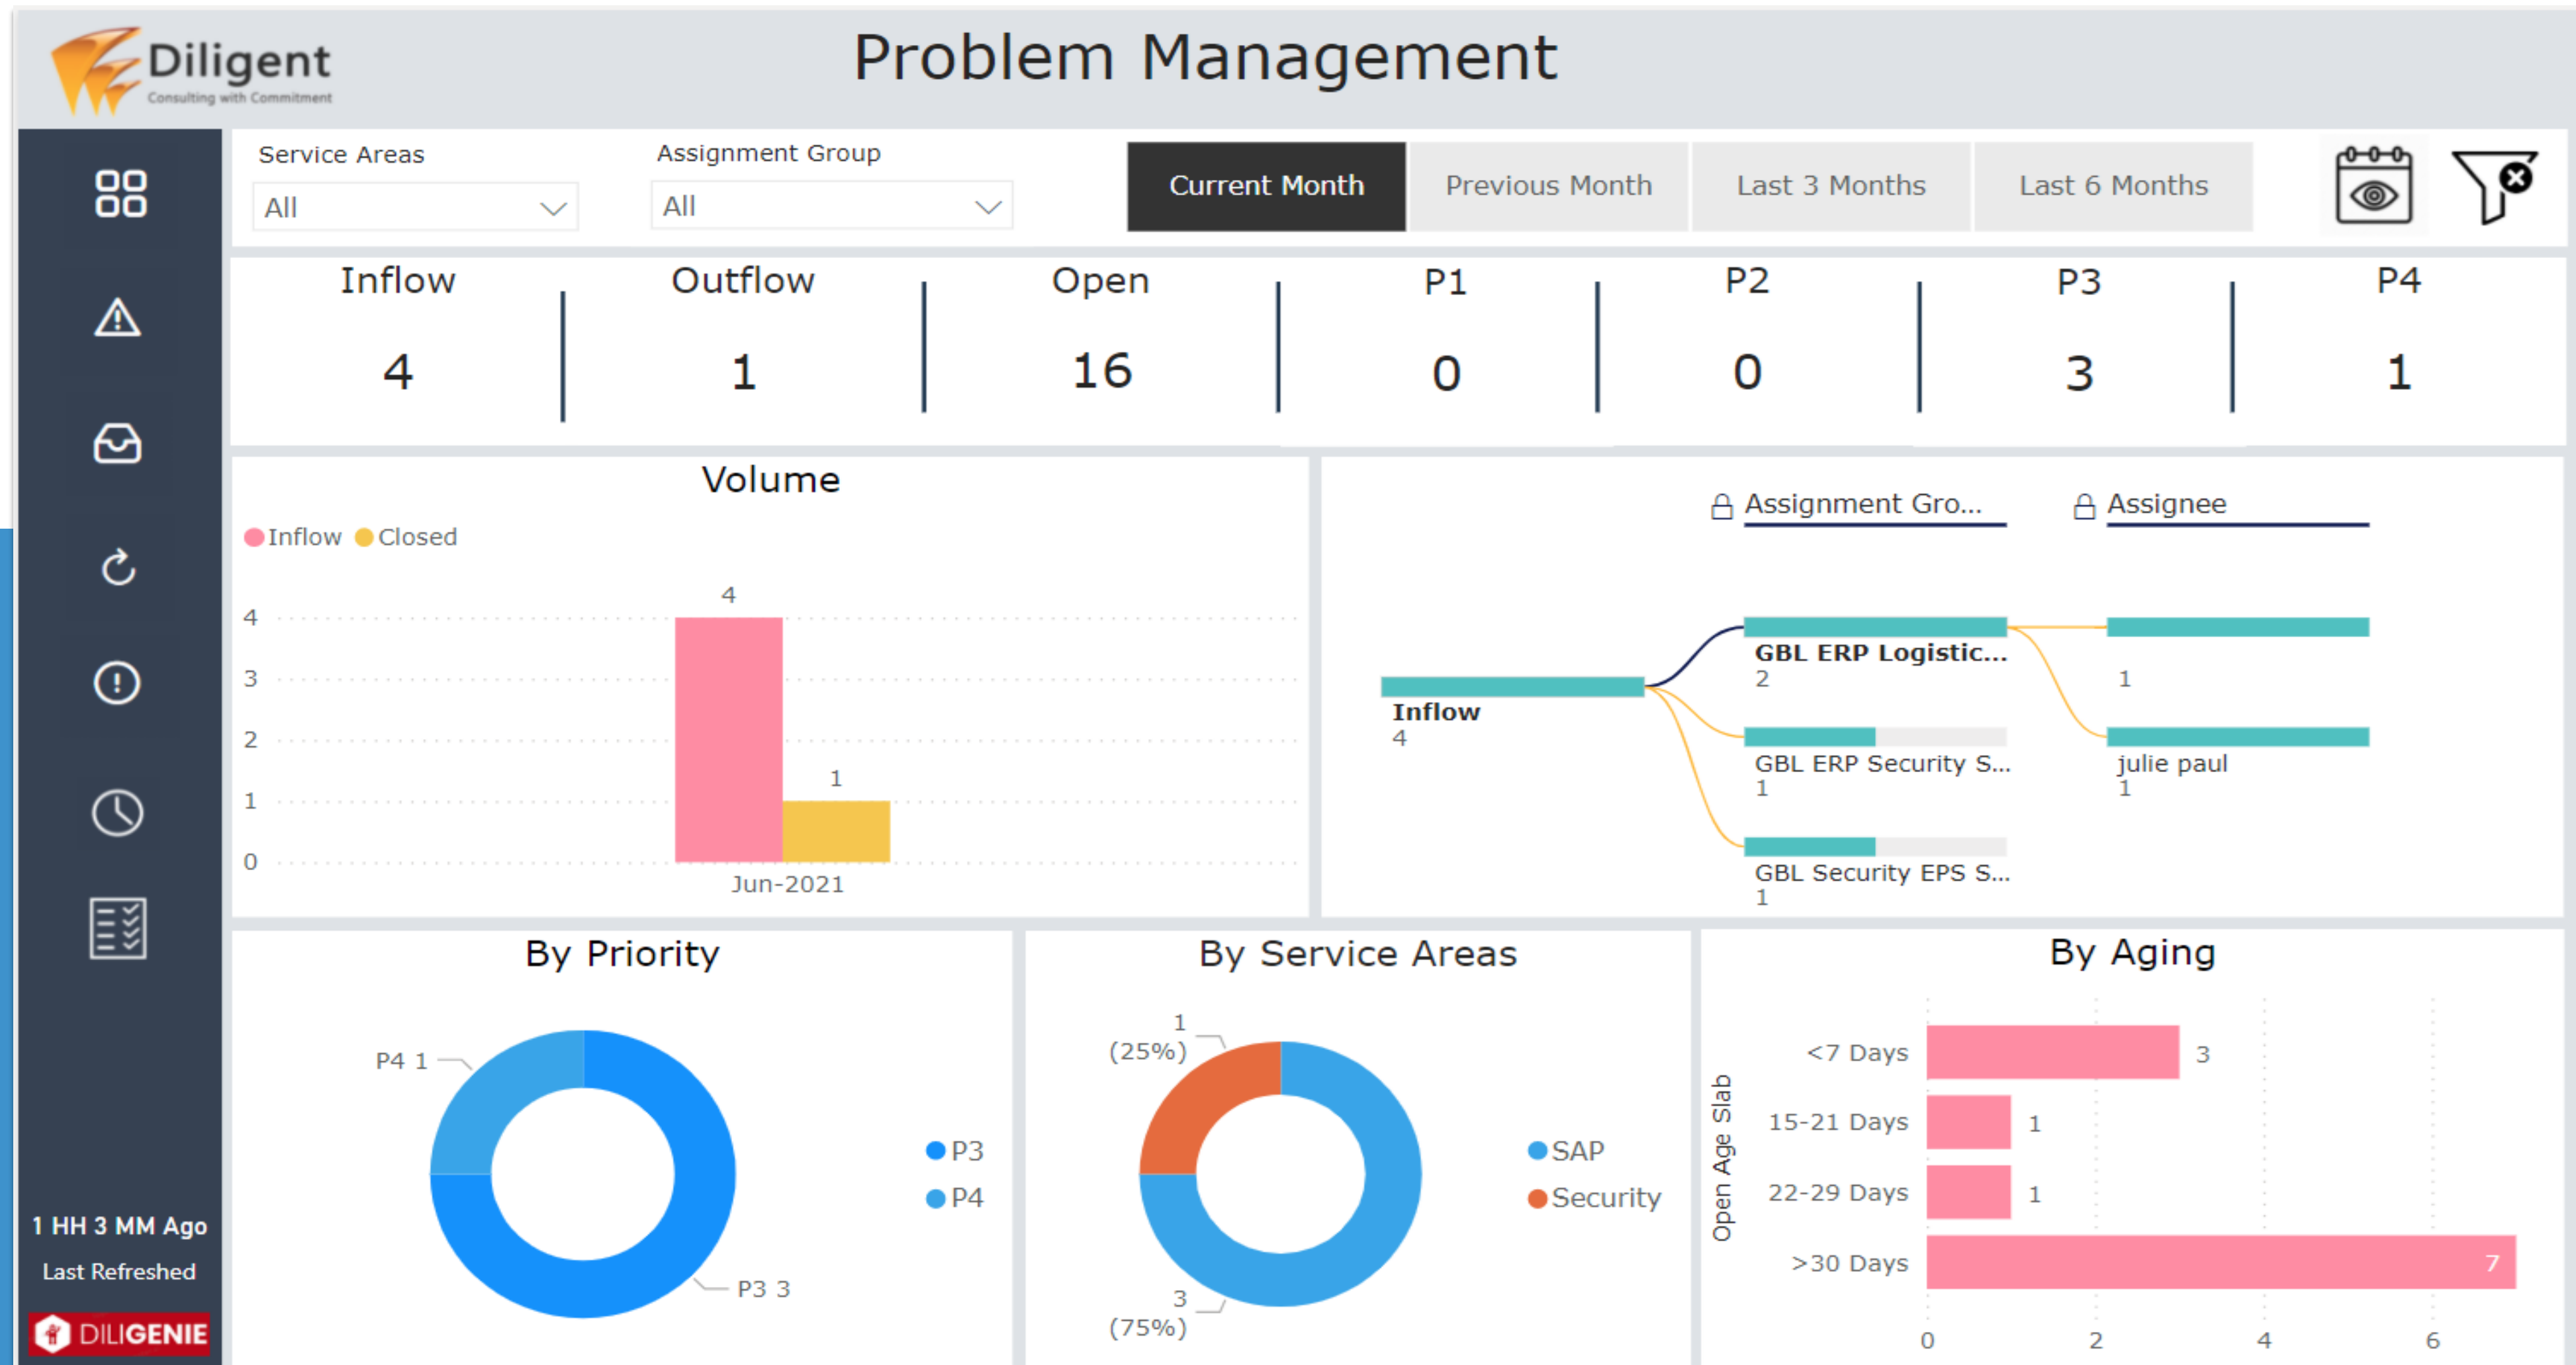 Diligent
Consulting with Commitment
Problem Management
Service Areas
All
Assignment Group
All
Current Month
Previous Month
Last 3 Months
Last 6 Months
Inflow
4
Outflow
1
Open
16
P1
0
P2
0
P3
3
P4
1
Volume
Inflow Closed
4
3
2
1
0
4
1
Jun-2021
Assignment Gro...
Assignee
Inflow
4
GBL ERP Logistic...
2
GBL ERP Security S...
1
GBL Security EPS S...
1
1
julie paul
1
By Priority
P4 1
P3 3
P3
P4
By Service Areas
1
(25%)
3
(75%)
SAP
Security
By Aging
Open Age Slab
<7 Days 3
15-21 Days 1
22-29 Days 1
>30 Days 7
0 2 4 6
1 HH 3 MM Ago
Last Refreshed
DILIGENIE